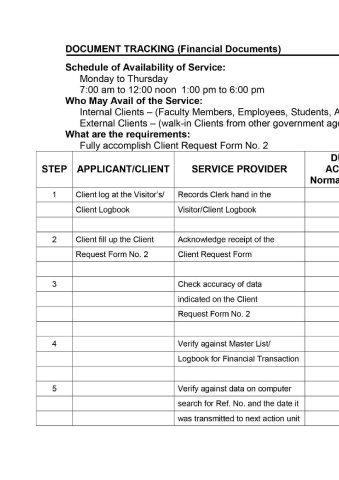 DOCUMENT TRACKING (Financial Documents)
Schedule of Availability of Service:
Monday to Thursday
7:00 am to 12:00 noon 1:00 pm to 6:00 pm
Who May Avail of the Service:
Internal Clients – (Faculty Members, Employees, Students, A
External Clients – (walk-in Clients from other government age
What are the requirements:
Fully accomplish Client Request Form No. 2
STEP APPLICANT/CLIENT SERVICE PROVIDER DU
AC
Norma
1 Client log at the Visitor's/ Records Clerk hand in the
Client Logbook Visitor/Client Logbook
2 Client fill up the Client Acknowledge receipt of the
Request Form No. 2 Client Request Form
3 Check accuracy of data
indicated on the Client
Request Form No. 2
4 Verify against Master List/
Logbook for Financial Transaction
5 Verify against data on computer
search for Ref. No. and the date it
was transmitted to next action unit